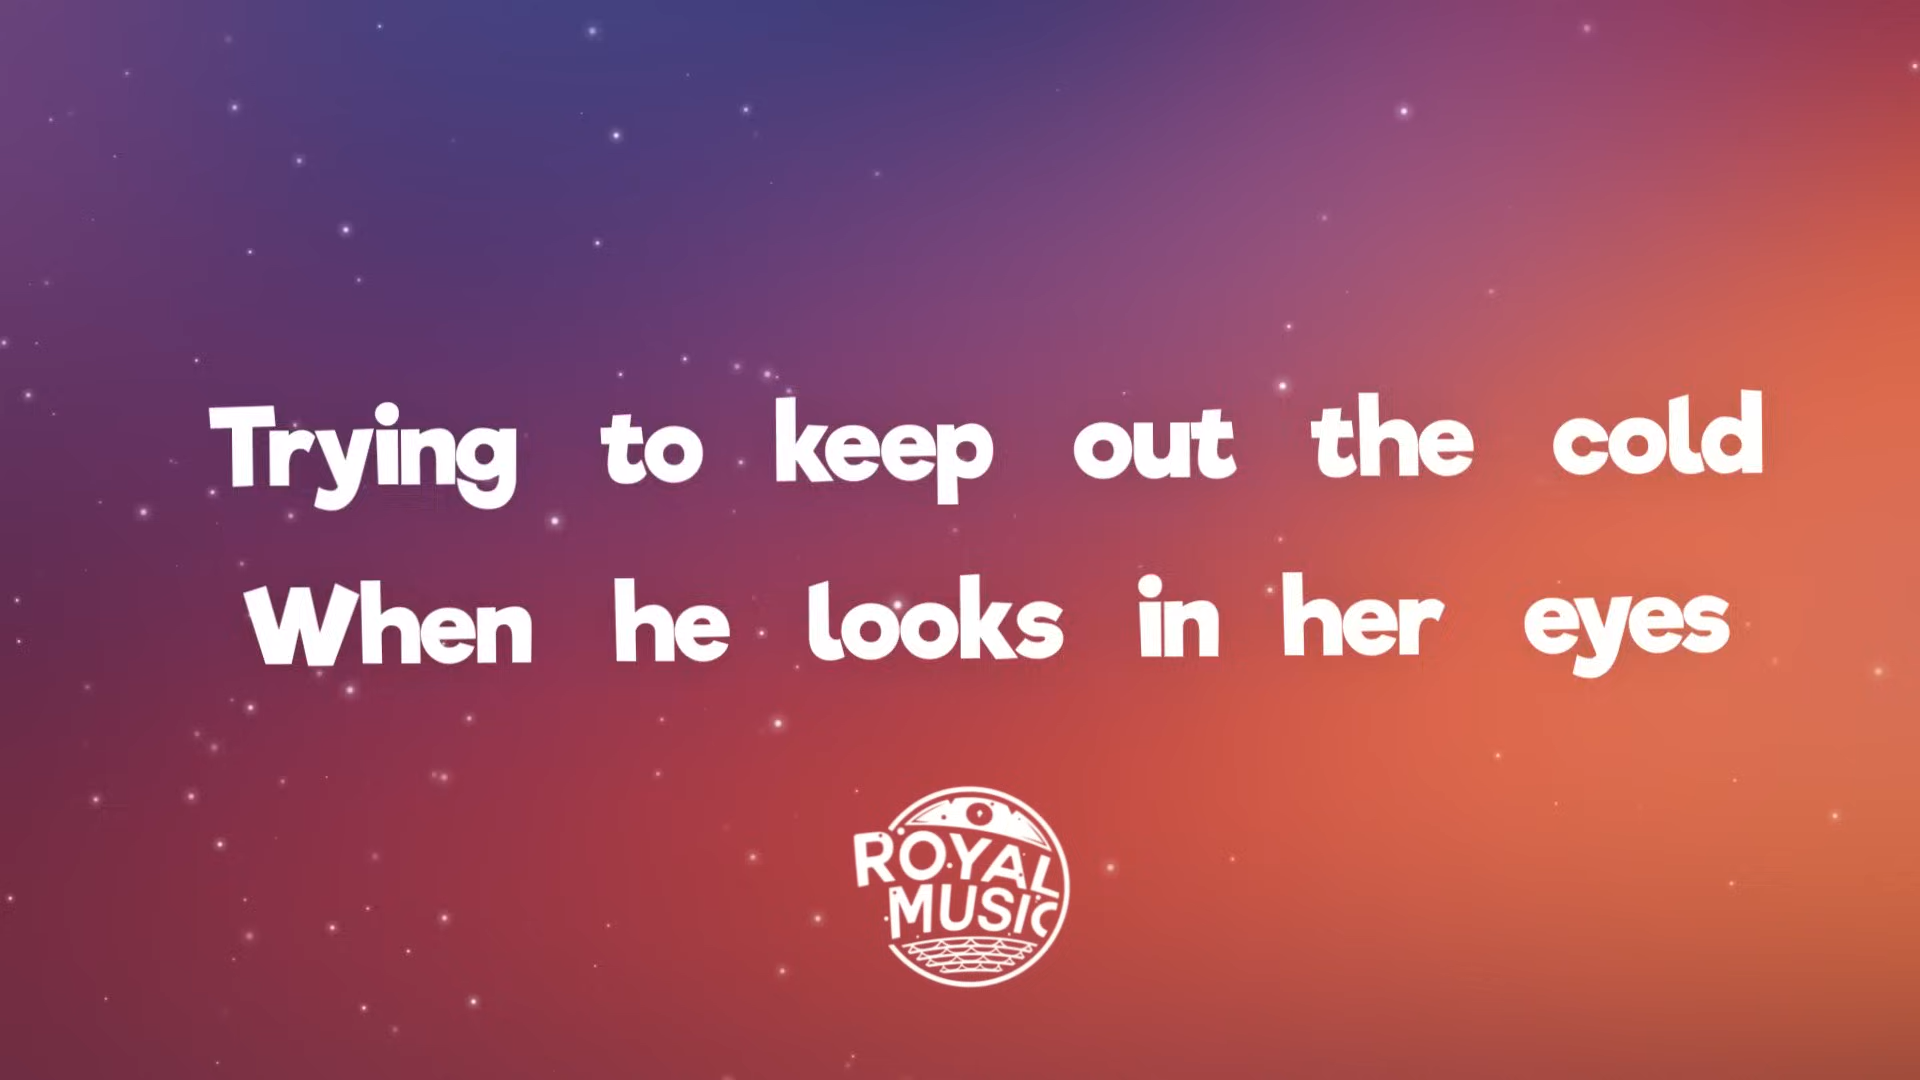 Trying to keep out the cold
When he looks in her eyes
ROYAL
MUSIC